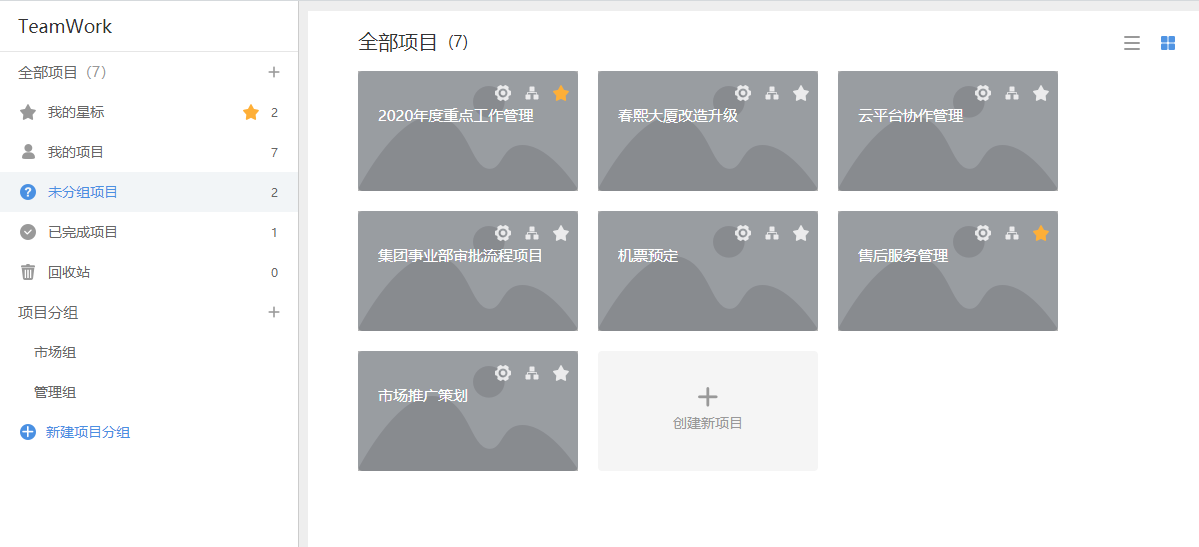 TeamWork
全部项目（7）
我的星标 2
我的项目 7
未分组项目 2
已完成项目 1
回收站 0
项目分组
市场组
管理组
新建项目分组
全部项目（7）
2020年度重点工作管理
春熙大厦改造升级
云平台协作管理
集团事业部审批流程项目
机票预定
售后服务管理
市场推广策划
创建新项目